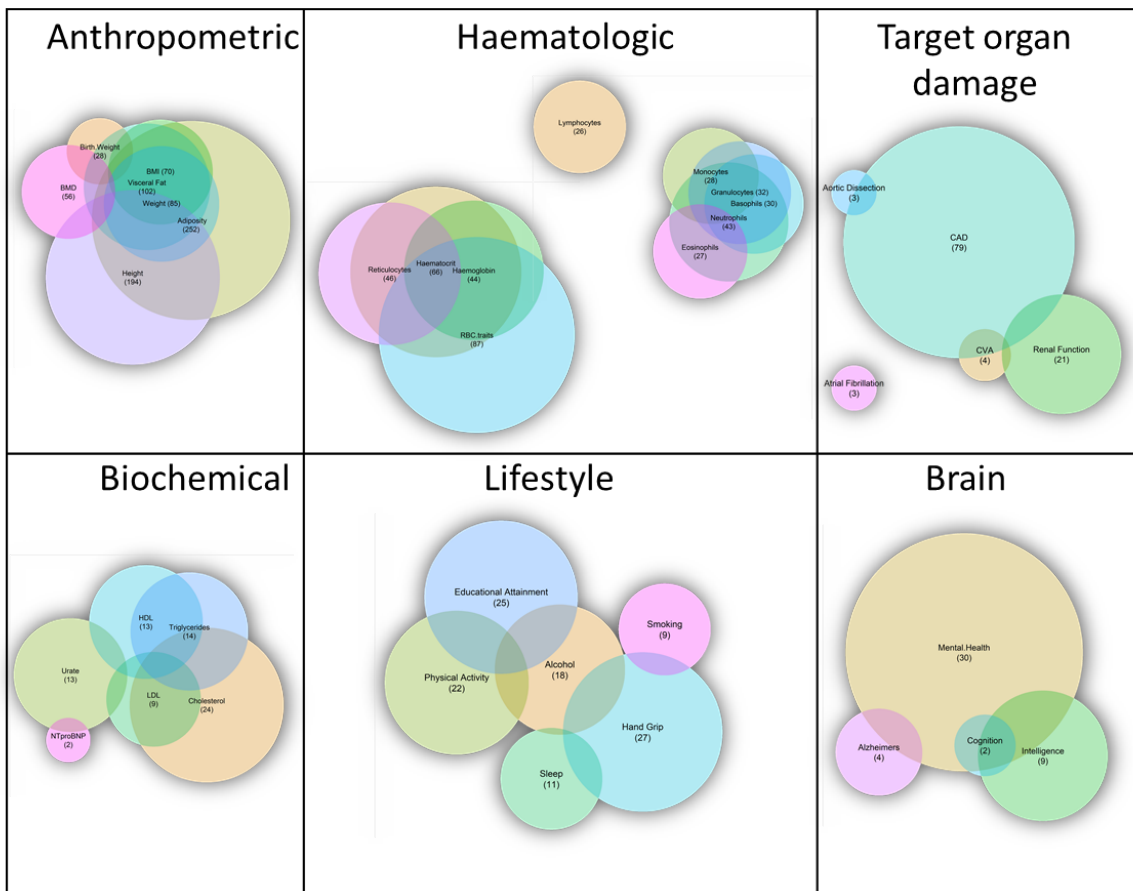 Anthropometric
Birth.Weight
(28)
BMI (70)
BMD
(56)
Visceral Fat
(102)
Weight (85)
Adiposity
(252)
Height
(194)
Haematologic
Lymphocytes
(26)
Monocytes
(28)
Granulocytes (32)
Basophils (30)
Neutrophils
(43)
Eosinophils
(27)
Reticulocytes
(46)
Haematocrit
(66)
Haemoglobin
(44)
RBC.traits
(87)
Target organ
damage
Aortic Dissection
(3)
CAD
(79)
CVA
(4)
Renal Function
(21)
Atrial Fibrillation
(3)
Biochemical
HDL
(13)
Triglycerides
(14)
Urate
(13)
LDL
(9)
Cholesterol
(24)
NTproBNP
(2)
Lifestyle
Educational Attainment
(25)
Smoking
(9)
Physical Activity
(22)
Alcohol
(18)
Hand Grip
(27)
Sleep
(11)
Brain
Mental.Health
(30)
Alzheimers
(4)
Cognition
(2)
Intelligence
(9)